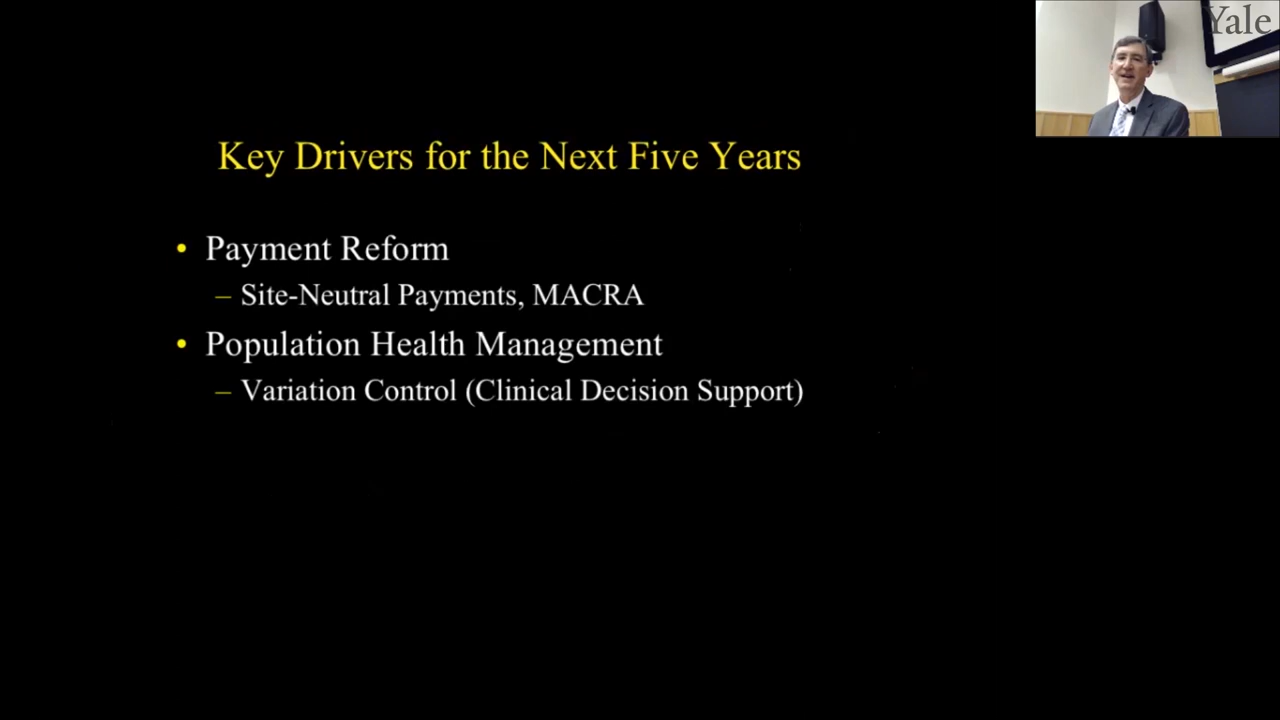 Yale
Key Drivers for the Next Five Years
• Payment Reform
– Site-Neutral Payments, MACRA
• Population Health Management
– Variation Control (Clinical Decision Support)